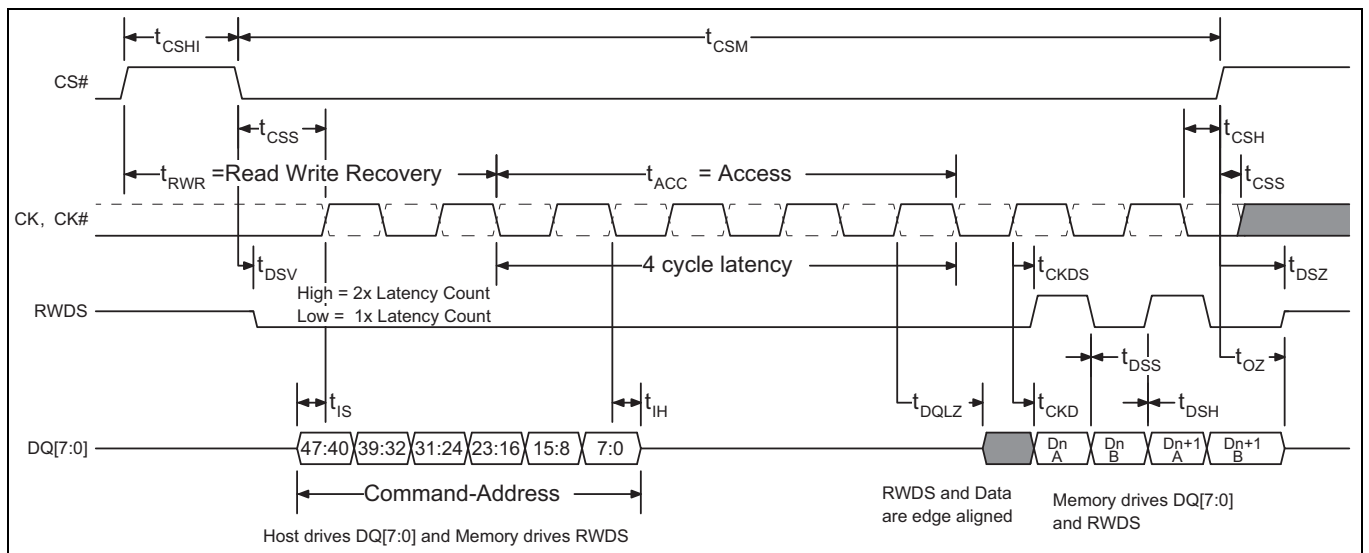 tCSHI
tCSM
CS#
tCSS
tCSH
tRWR =Read Write Recovery
tACC = Access
tCSS
CK, CK#
tDSV
4 cycle latency
tCKDS
tDSZ
High = 2x Latency Count
Low = 1x Latency Count
RWDS
tDSS
tOZ
tIS
tIH
tDQLZ
tCKD
tDSH
DQ[7:0]
47:40 39:32 31:24 23:16 15:8 7:0
Dn A
Dn B
Dn+1 A
Dn+1 B
Command-Address
RWDS and Data
are edge aligned
Memory drives DQ[7:0]
and RWDS
Host drives DQ[7:0] and Memory drives RWDS